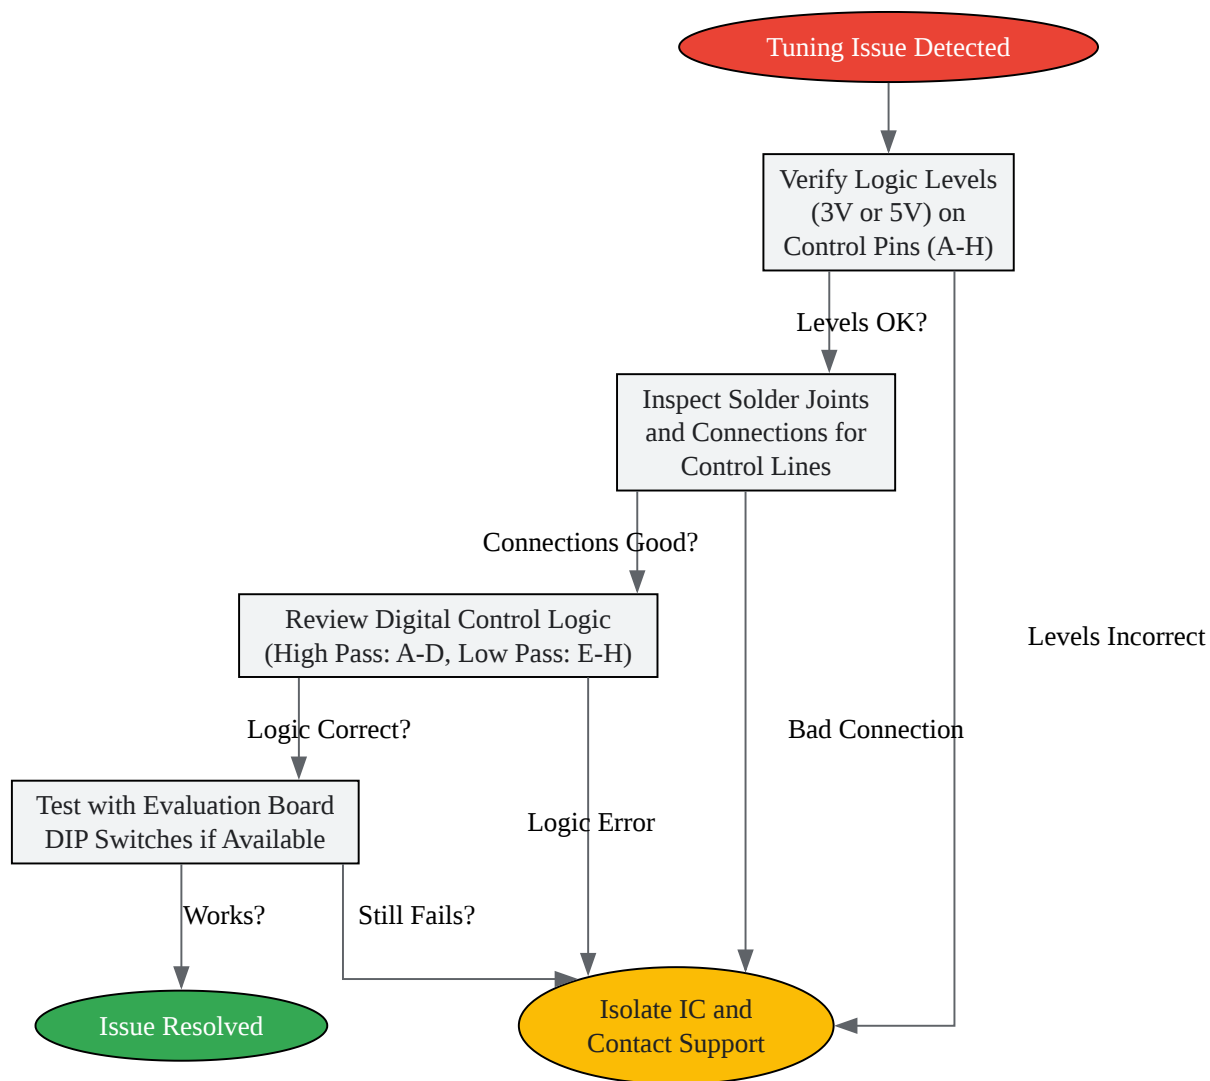 Tuning Issue Detected
Verify Logic Levels
(3V or 5V) on
Control Pins (A-H)
Levels OK?
Inspect Solder Joints
and Connections for
Control Lines
Connections Good?
Review Digital Control Logic
(High Pass: A-D, Low Pass: E-H)
Levels Incorrect
Logic Correct?
Bad Connection
Test with Evaluation Board
DIP Switches if Available
Logic Error
Works?
Still Fails?
Issue Resolved
Isolate IC and
Contact Support